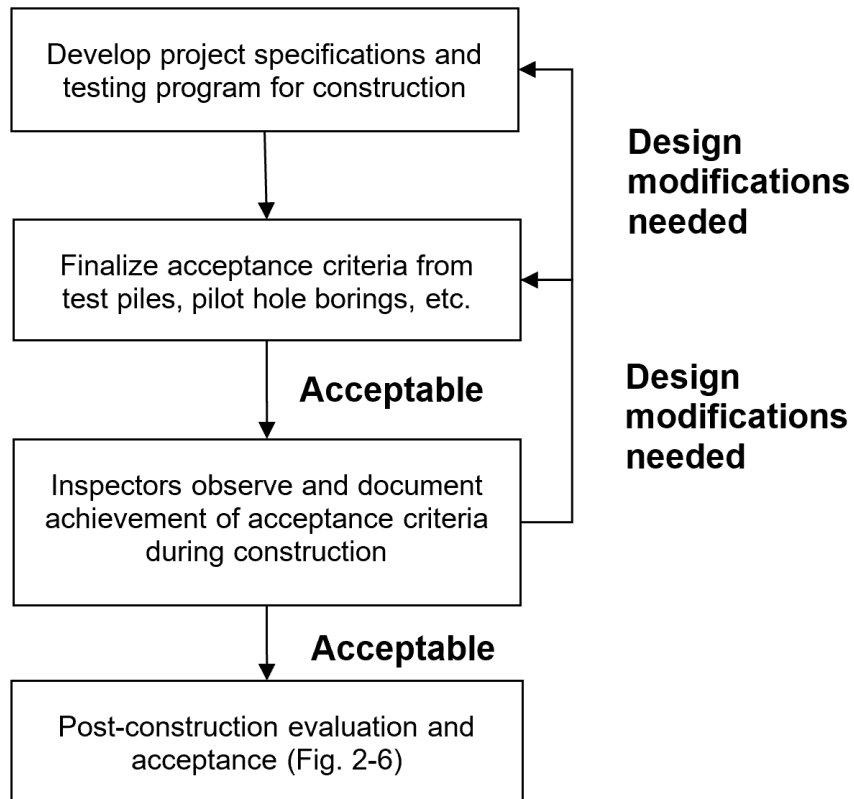 Develop project specifications and
testing program for construction
Design
modifications
needed
Finalize acceptance criteria from
test piles, pilot hole borings, etc.
Acceptable
Design
modifications
needed
Inspectors observe and document
achievement of acceptance criteria
during construction
Acceptable
Post-construction evaluation and
acceptance (Fig. 2-6)